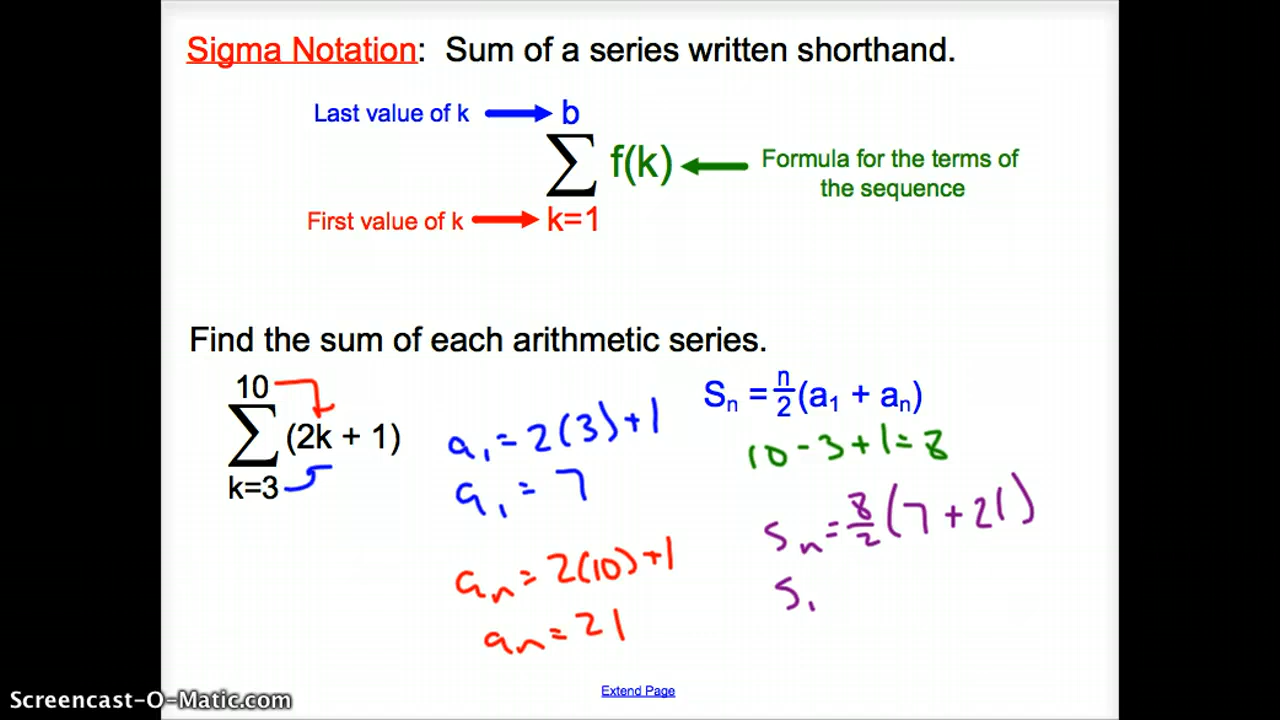 Sigma Notation: Sum of a series written shorthand.
Last value of k
b
∑ f(k)
Formula for the terms of
the sequence
First value of k
k=1
Find the sum of each arithmetic series.
10
∑ (2k + 1)
k=3
a₁ = 2(3)+1
a₁ = 7
aₙ = 2(10)+1
aₙ = 21
Sₙ = n/2(a₁ + aₙ)
10 - 3 + 1 = 8
Sₙ = 8/2(7 + 21)
S
Extend Page
Screencast-O-Matic.com